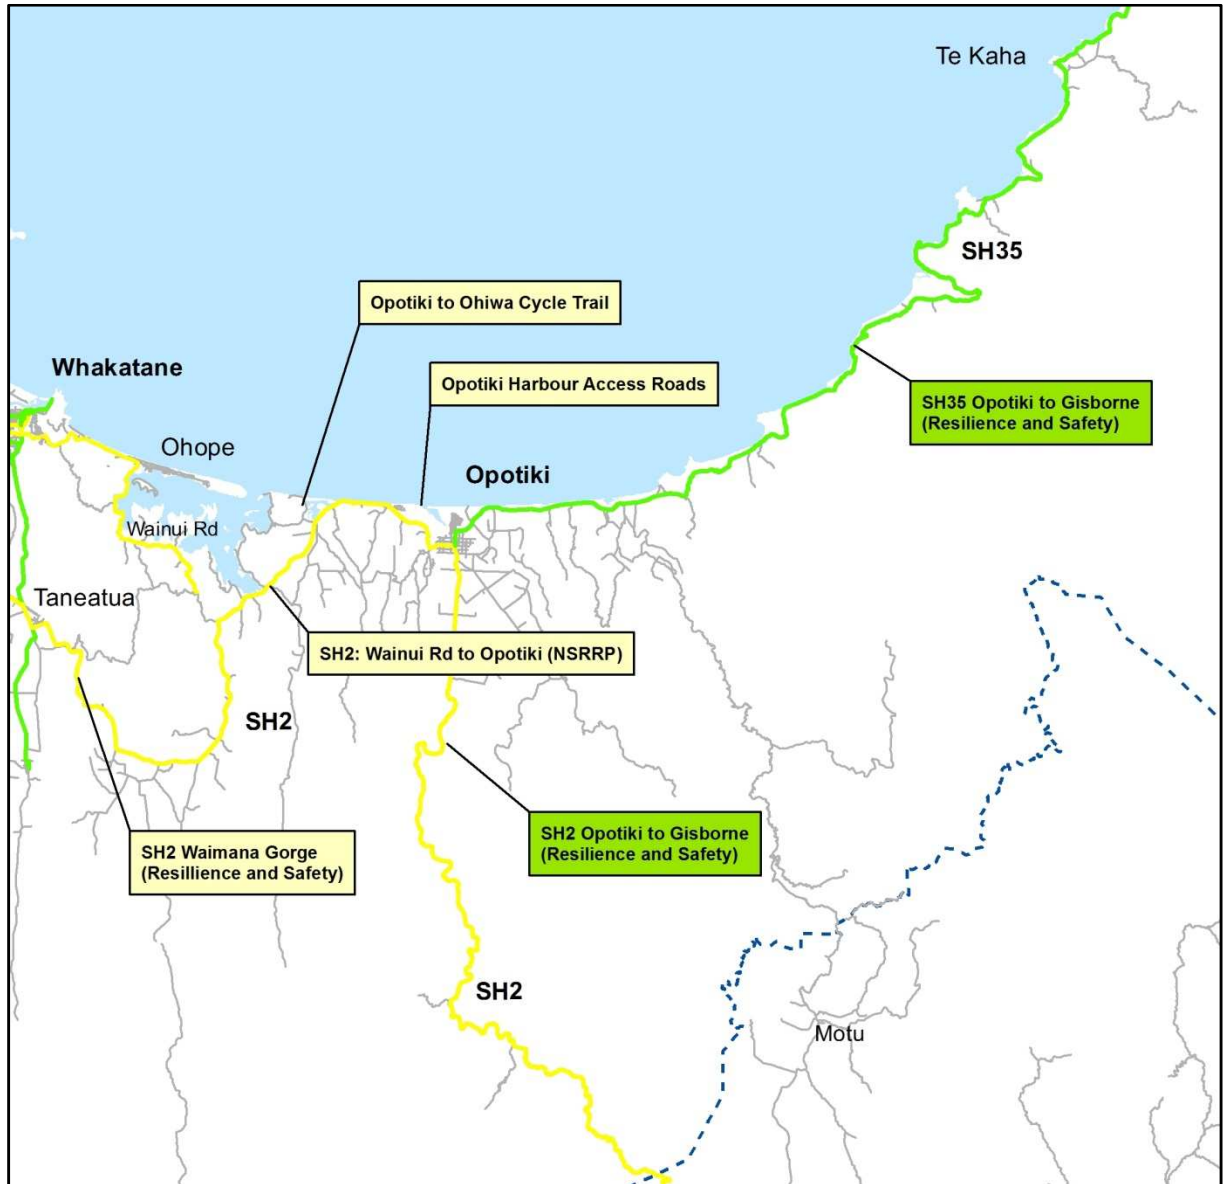 Te Kaha
SH35
Opotiki to Ohiwa Cycle Trail
Whakatane
Opotiki Harbour Access Roads
SH35 Opotiki to Gisborne
(Resilience and Safety)
Ohope
Opotiki
Wainui Rd
Taneatua
SH2: Wainui Rd to Opotiki (NSRRP)
SH2
SH2 Waimana Gorge
(Resillience and Safety)
SH2 Opotiki to Gisborne
(Resilience and Safety)
SH2
Motu